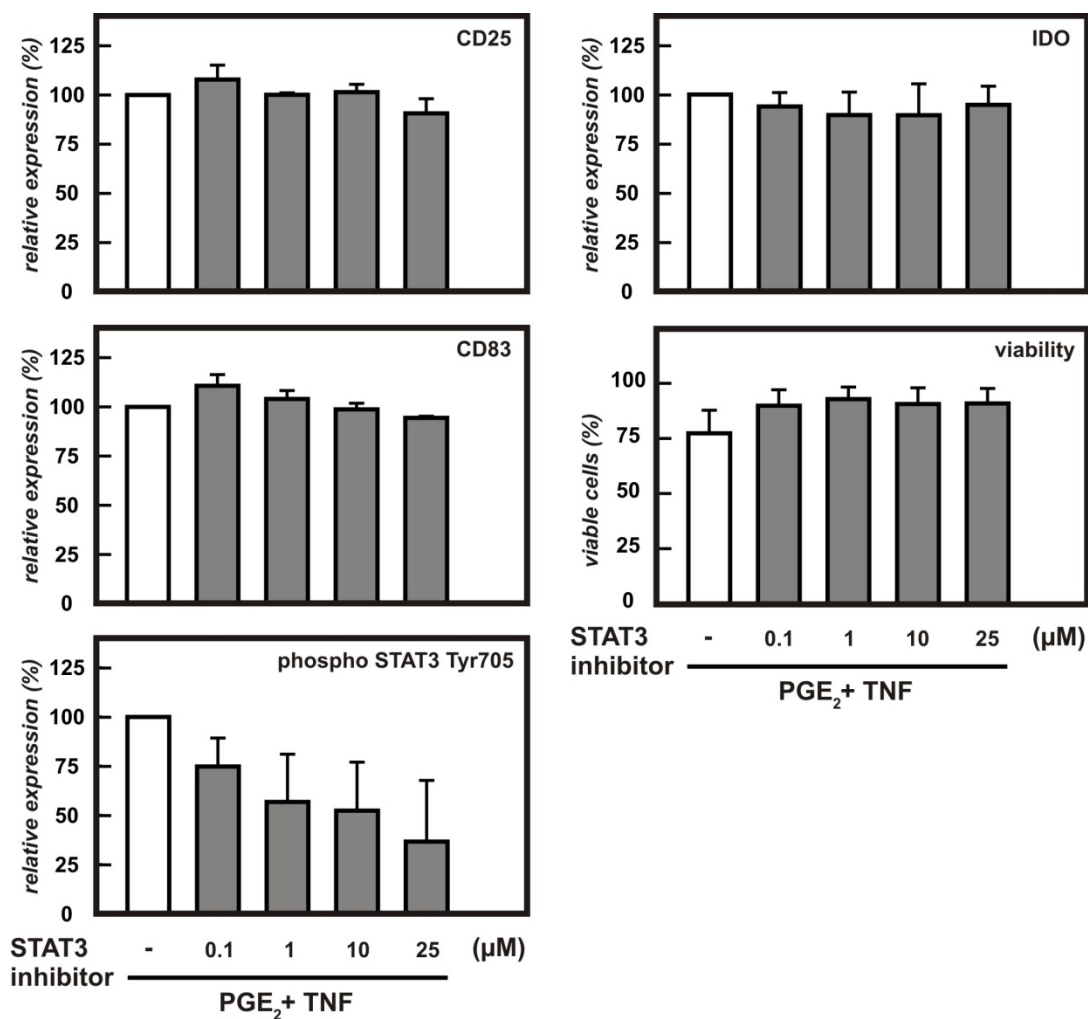 CD25
relative expression (%)
125
100
75
50
25
0
CD83
relative expression (%)
125
100
75
50
25
0
phospho STAT3 Tyr705
relative expression (%)
125
100
75
50
25
0
STAT3 inhibitor
- 0.1 1 10 25 (μM)
PGE₂+ TNF
IDO
relative expression (%)
125
100
75
50
25
0
viability
viable cells (%)
100
75
50
25
0
STAT3 inhibitor
- 0.1 1 10 25 (μM)
PGE₂+ TNF